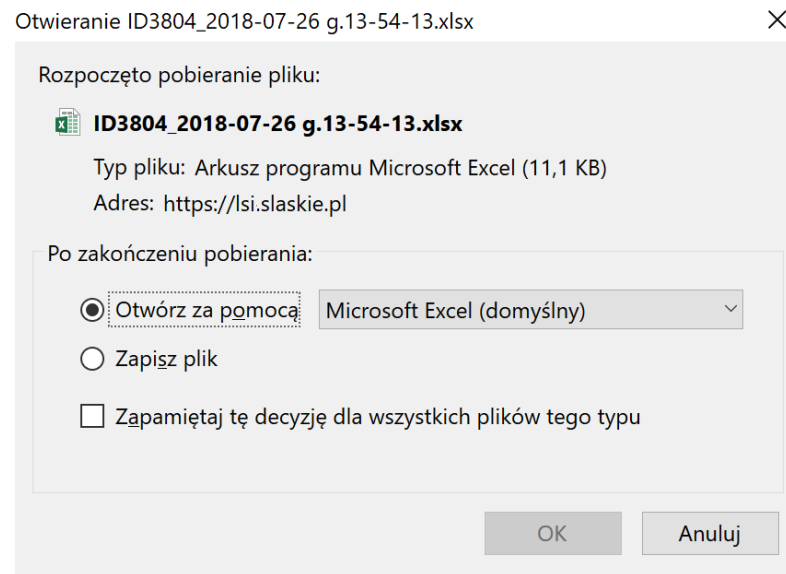 Otwieranie ID3804_2018-07-26 g.13-54-13.xlsx
Rozpoczęto pobieranie pliku:
ID3804_2018-07-26 g.13-54-13.xlsx
Typ pliku: Arkusz programu Microsoft Excel (11,1 KB)
Adres: https://lsi.slaskie.pl
Po zakończeniu pobierania:
Otwórz za pomocą Microsoft Excel (domyślny)
Zapisz plik
Zapamiętaj tę decyzję dla wszystkich plików tego typu
OK Anuluj